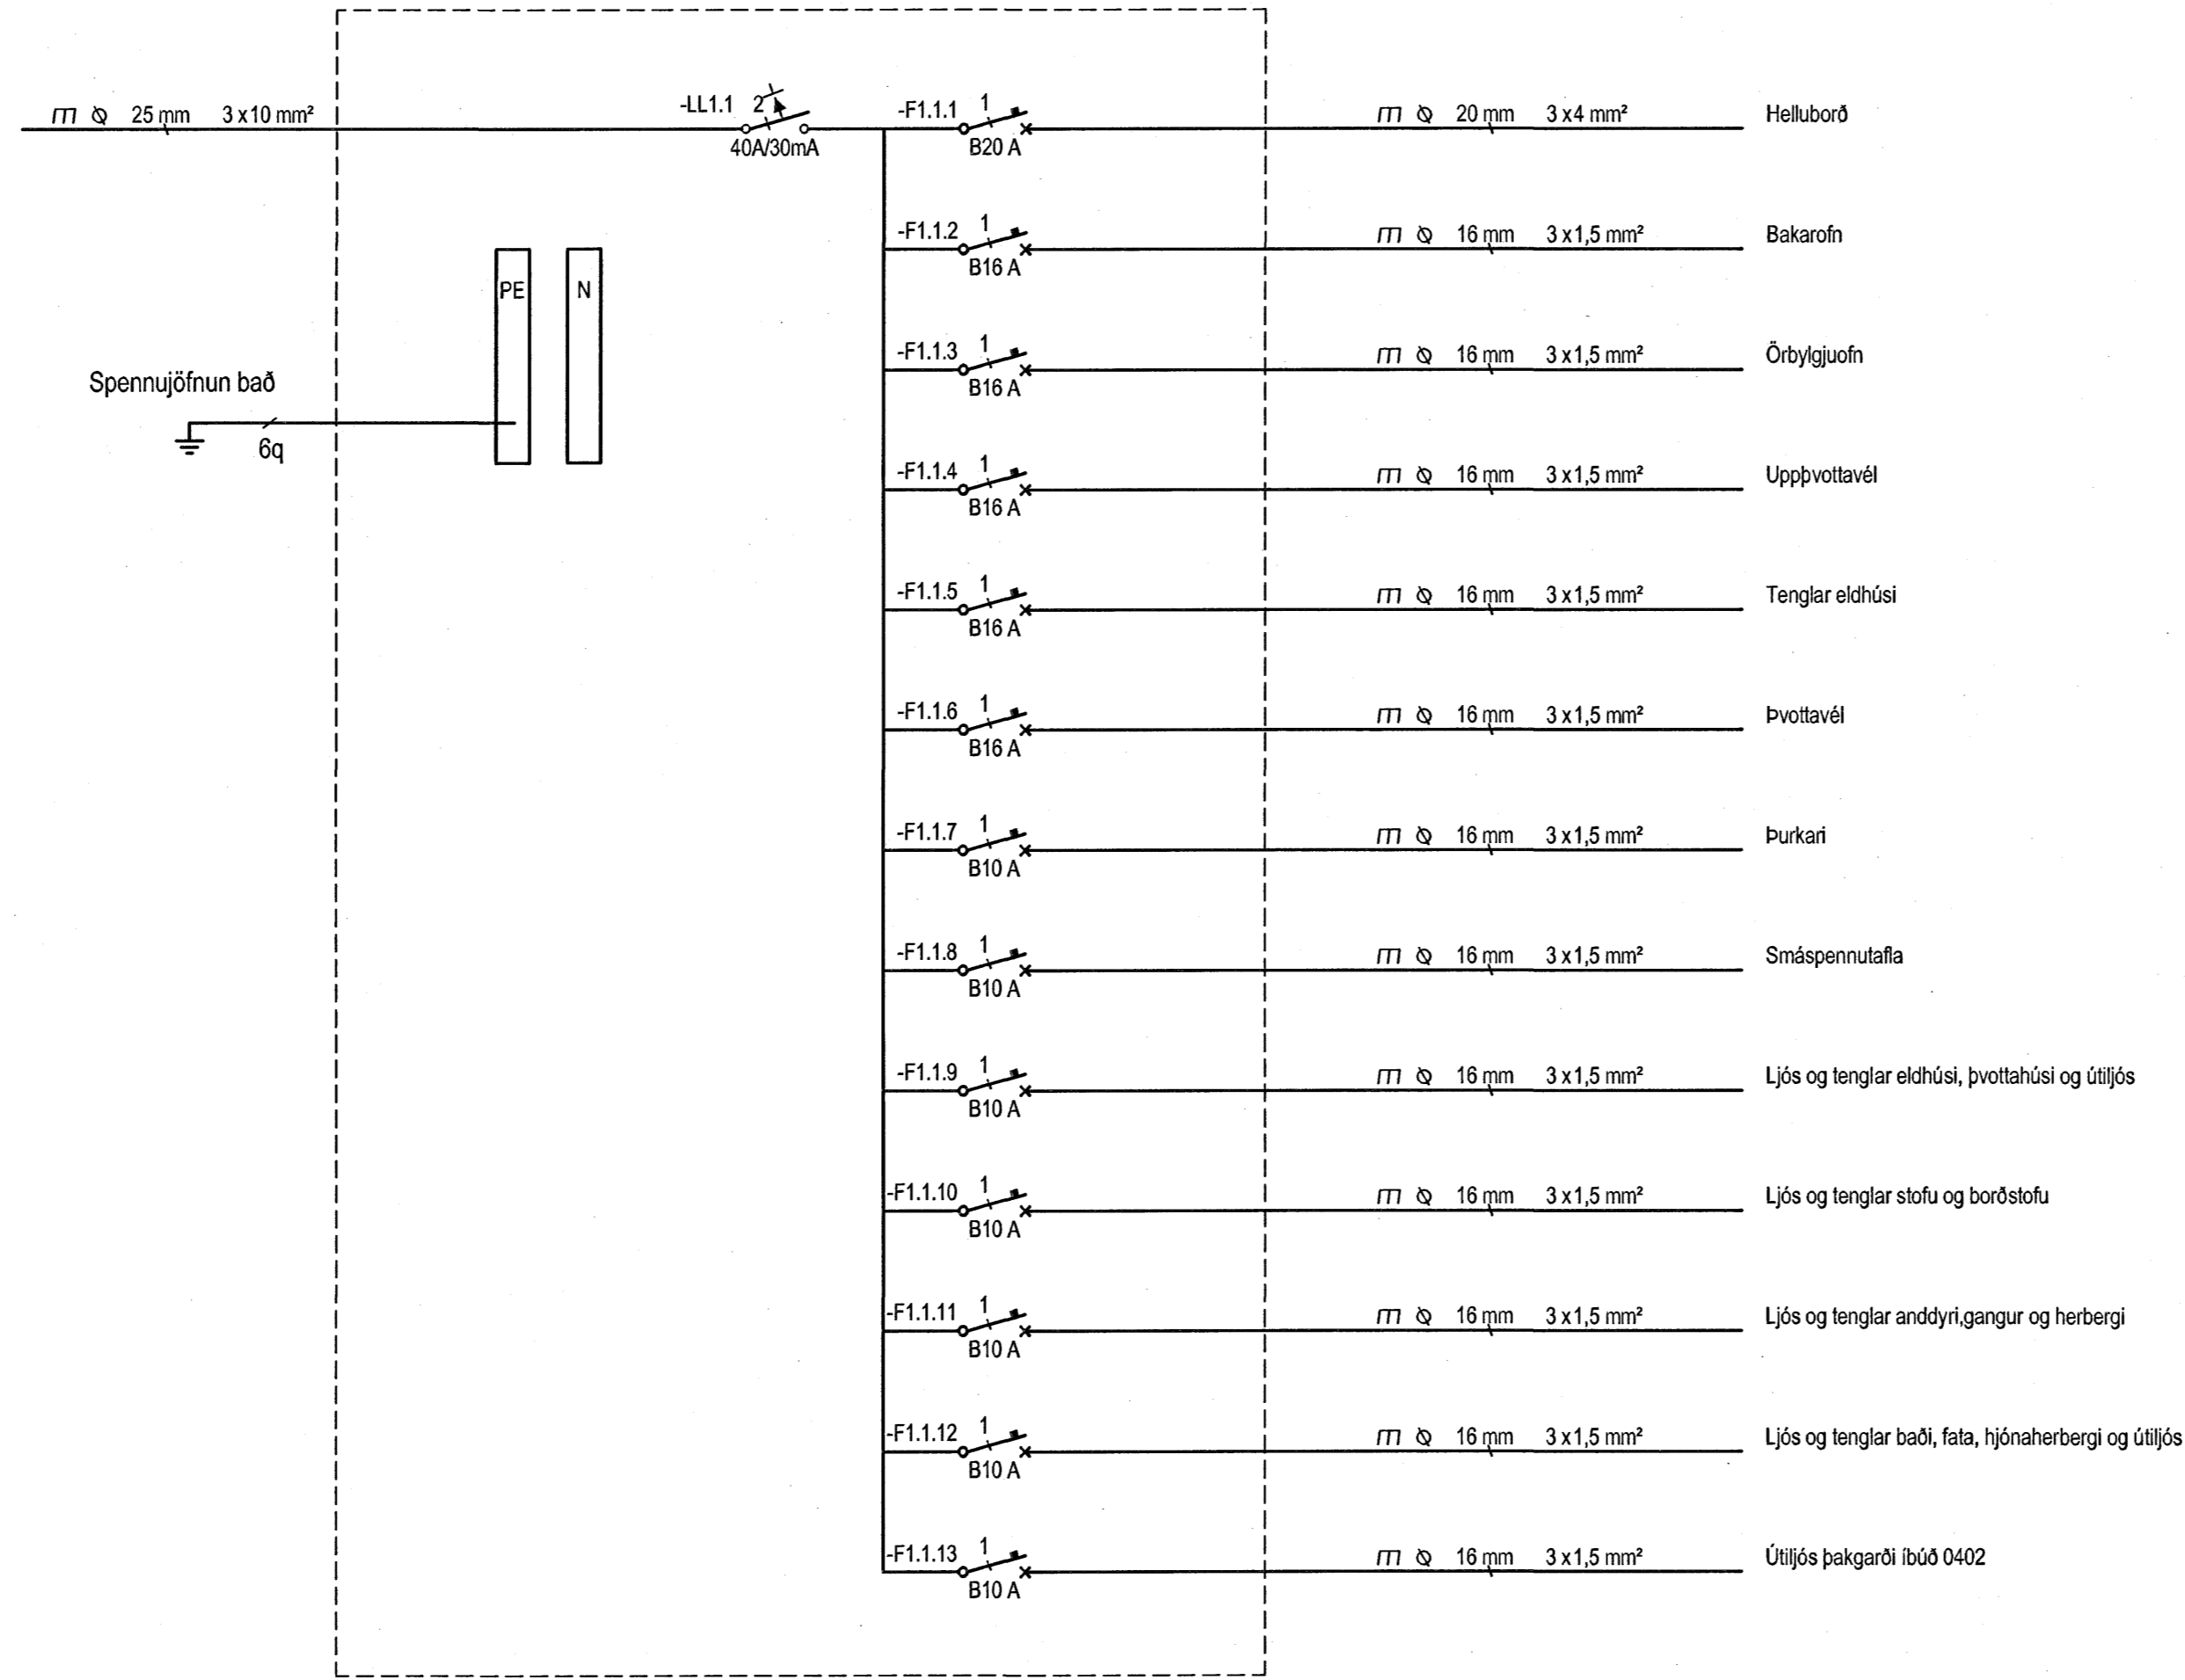 25 mm 3 x 10 mm²
-LL1.1 2
40A/30mA
-F1.1.1 1
B20 A
20 mm 3 x 4 mm² Helluborð
-F1.1.2 1
B16 A
16 mm 3 x 1,5 mm² Bakarofn
PE N
-F1.1.3 1
B16 A
16 mm 3 x 1,5 mm² Örbylgjuofn
Spennujöfnun bað
6q
-F1.1.4 1
B16 A
16 mm 3 x 1,5 mm² Uppþvottavél
-F1.1.5 1
B16 A
16 mm 3 x 1,5 mm² Tenglar eldhúsi
-F1.1.6 1
B16 A
16 mm 3 x 1,5 mm² Þvottavél
-F1.1.7 1
B10 A
16 mm 3 x 1,5 mm² Þurkari
-F1.1.8 1
B10 A
16 mm 3 x 1,5 mm² Smáspennutafla
-F1.1.9 1
B10 A
16 mm 3 x 1,5 mm² Ljós og tenglar eldhúsi, þvottahúsi og útiljós
-F1.1.10 1
B10 A
16 mm 3 x 1,5 mm² Ljós og tenglar stofu og borðstofu
-F1.1.11 1
B10 A
16 mm 3 x 1,5 mm² Ljós og tenglar anddyri,gangur og herbergi
-F1.1.12 1
B10 A
16 mm 3 x 1,5 mm² Ljós og tenglar baði, fata, hjónaherbergi og útiljós
-F1.1.13 1
B10 A
16 mm 3 x 1,5 mm² Útiljós þakgarði íbúð 0402